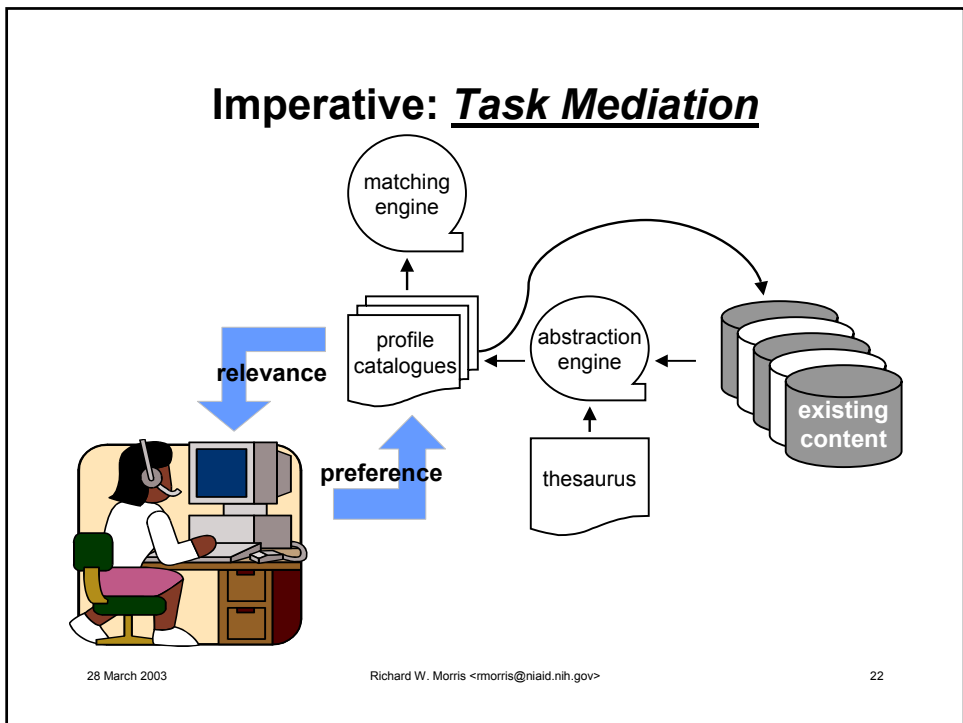 Imperative: Task Mediation
matching
engine
profile
catalogues
abstraction
engine
relevance
existing
content
preference
thesaurus
28 March 2003
Richard W. Morris <rmorris@niaid.nih.gov>
22